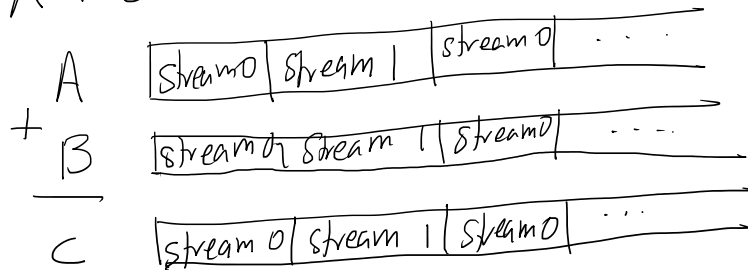 A stream 0 stream 1 stream 0 ....
+
B stream 0 stream 1 stream 0 ....
C stream 0 stream 1 stream 0 ...